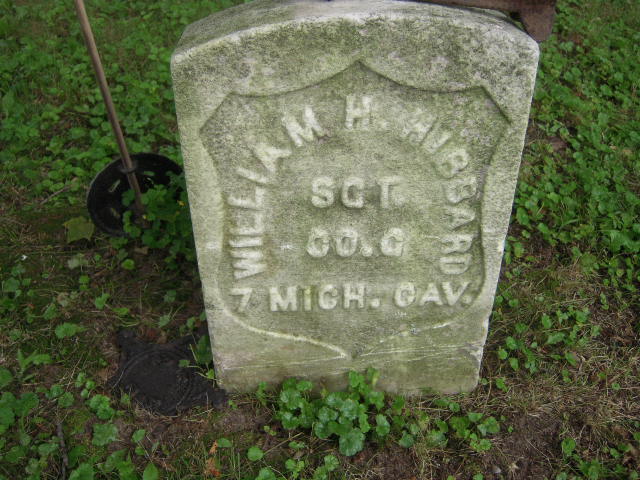 WILLIAM H. HIBBARD
SGT.
CO. G
7 MICH. CAV.